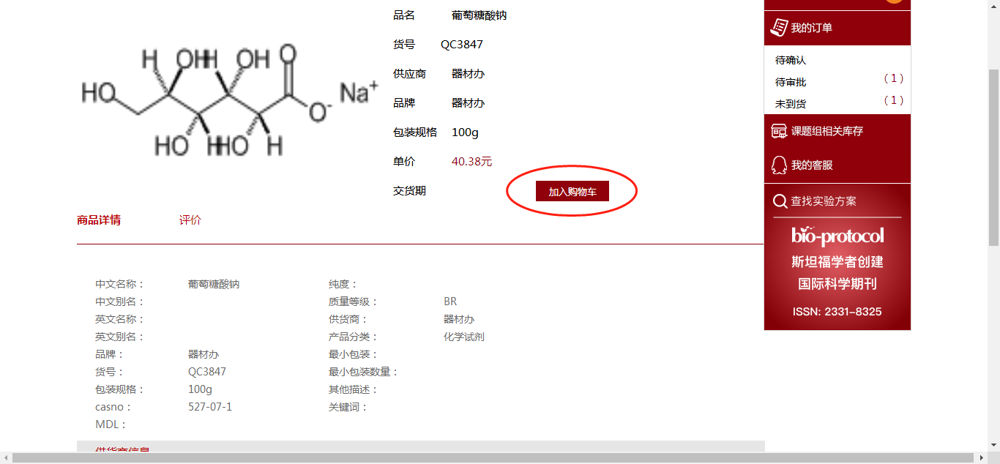 品名 葡萄糖酸钠
货号 QC3847
供应商 器材办
品牌 器材办
包装规格 100g
单价 40.38元
交货期 加入购物车
H OH H OH O
HO O- Na+
HO H HO H
商品详情 评价
中文名称： 葡萄糖酸钠 纯度：
中文别名： 质量等级： BR
英文名称： 供货商： 器材办
英文别名： 产品分类： 化学试剂
品牌： 器材办 最小包装：
货号： QC3847 最小包装数量：
包装规格： 100g 其他描述：
casno： 527-07-1 关键词：
MDL：
供货商信息
我的订单
待确认
待审批 （1）
未到货 （1）
课题组相关库存
我的客服
查找实验方案
bio-protocol
斯坦福学者创建
国际科学期刊
ISSN: 2331-8325